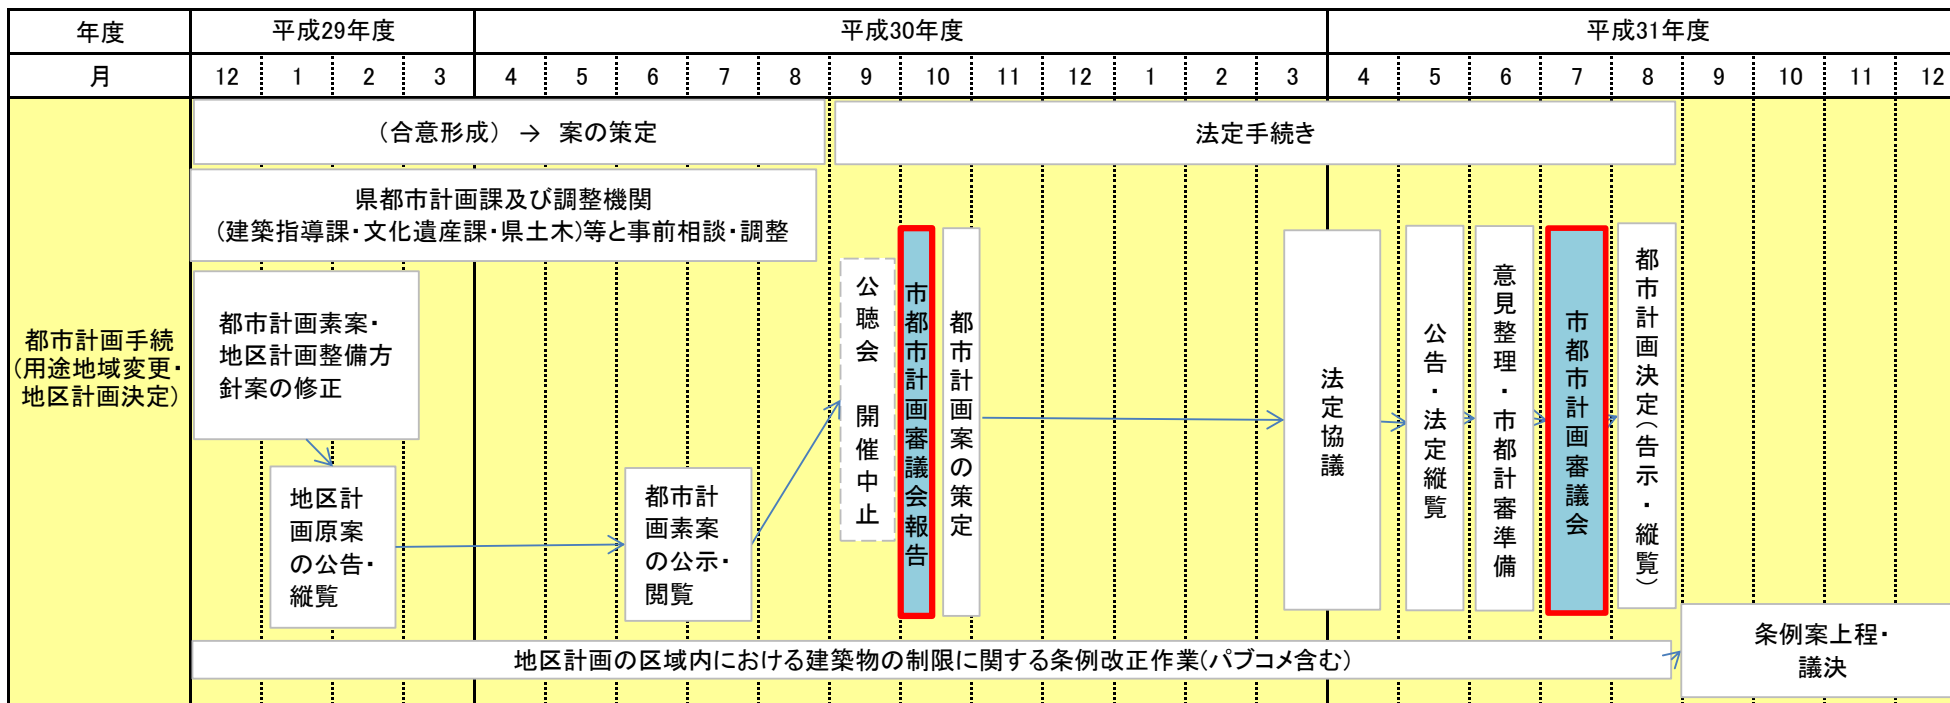 年度 平成29年度 平成30年度 平成31年度
月 12 1 2 3 4 5 6 7 8 9 10 11 12 1 2 3 4 5 6 7 8 9 10 11 12
(合意形成) → 案の策定
法定手続き
県都市計画課及び調整機関
(建築指導課・文化遺産課・県土木)等と事前相談・調整
都市計画手続
(用途地域変更・
地区計画決定)
都市計画素案・
地区計画整備方
針案の修正
地区計
画原案
の公告・
縦覧
都市計
画素案
の公示・
閲覧
公聴会 開催中止
市都市計画審議会報告
都市計画案の策定
法定協議
公告・法定縦覧
意見整理・市都計審準備
市都市計画審議会
都市計画決定(告示・縦覧)
地区計画の区域内における建築物の制限に関する条例改正作業(パブコメ含む)
条例案上程・
議決